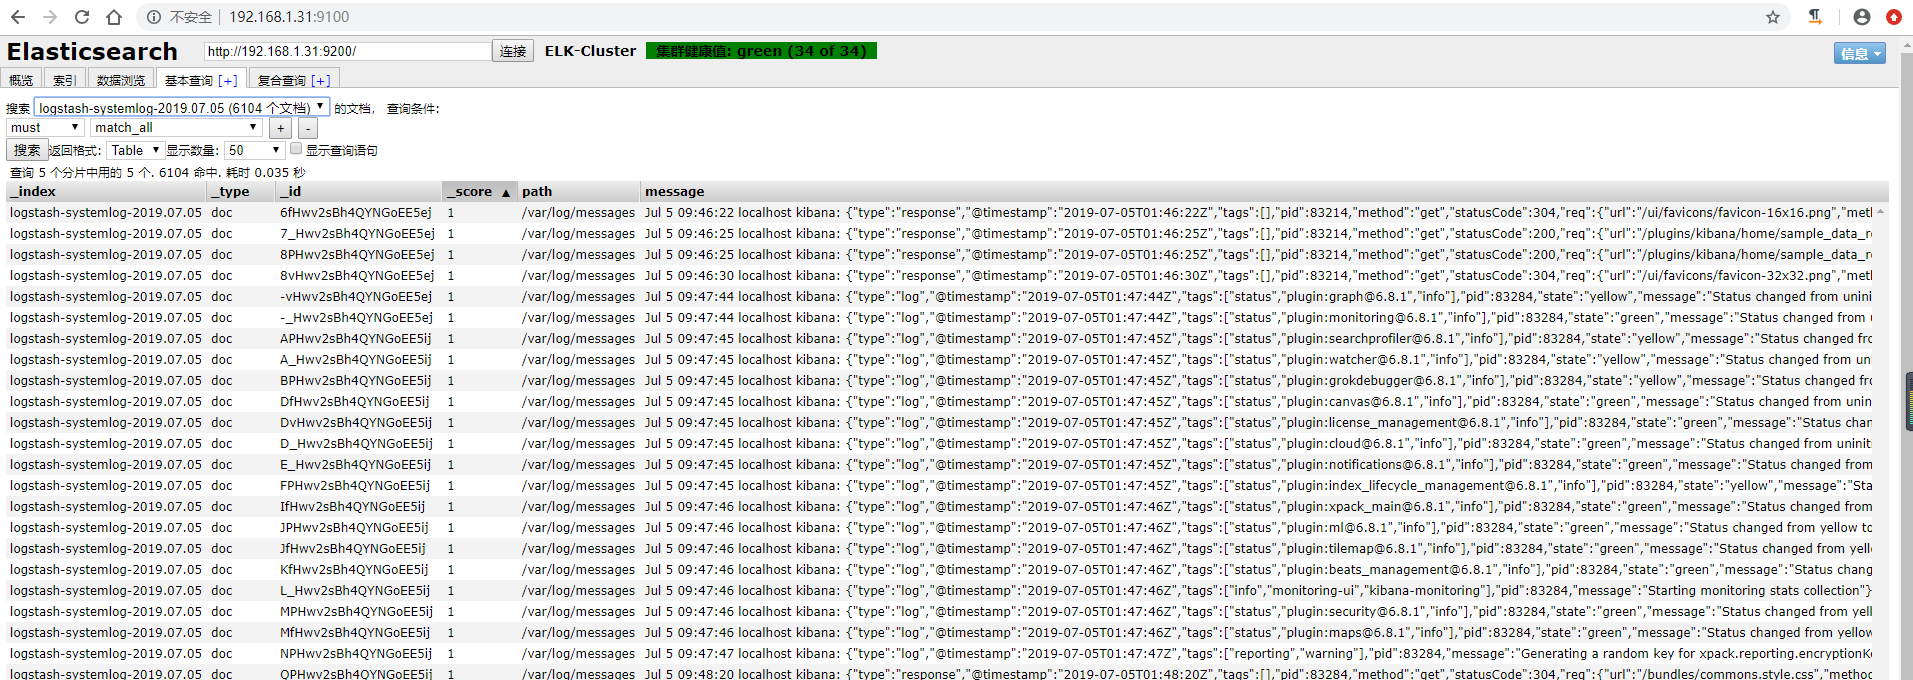 不安全 192.168.1.31:9100
Elasticsearch http://192.168.1.31:9200/ 连接 ELK-Cluster 集群健康值: green (34 of 34) 信息
概览 索引 数据浏览 基本查询 [+] 复合查询 [+]
搜索 logstash-systemlog-2019.07.05 (6104 个文档) 的文档， 查询条件:
must match_all + -
搜索 返回格式: Table 显示数量: 50 显示查询语句
查询 5 个分片中用的 5 个. 6104 命中. 耗时 0.035 秒
_index _type _id _score ▲ path message
logstash-systemlog-2019.07.05 doc 6fHwv2sBh4QYNGoEE5ej 1 /var/log/messages Jul 5 09:46:22 localhost kibana: {"type":"response","@timestamp":"2019-07-05T01:46:22Z","tags":[],"pid":83214,"method":"get","statusCode":304,"req":{"url":"/ui/favicons/favicon-16x16.png","met
logstash-systemlog-2019.07.05 doc 7_Hwv2sBh4QYNGoEE5ej 1 /var/log/messages Jul 5 09:46:25 localhost kibana: {"type":"response","@timestamp":"2019-07-05T01:46:25Z","tags":[],"pid":83214,"method":"get","statusCode":200,"req":{"url":"/plugins/kibana/home/sample_data_r
logstash-systemlog-2019.07.05 doc 8PHwv2sBh4QYNGoEE5ej 1 /var/log/messages Jul 5 09:46:25 localhost kibana: {"type":"response","@timestamp":"2019-07-05T01:46:25Z","tags":[],"pid":83214,"method":"get","statusCode":200,"req":{"url":"/plugins/kibana/home/sample_data_r
logstash-systemlog-2019.07.05 doc 8vHwv2sBh4QYNGoEE5ej 1 /var/log/messages Jul 5 09:46:30 localhost kibana: {"type":"response","@timestamp":"2019-07-05T01:46:30Z","tags":[],"pid":83214,"method":"get","statusCode":304,"req":{"url":"/ui/favicons/favicon-32x32.png","met
logstash-systemlog-2019.07.05 doc -vHwv2sBh4QYNGoEE5ej 1 /var/log/messages Jul 5 09:47:44 localhost kibana: {"type":"log","@timestamp":"2019-07-05T01:47:44Z","tags":["status","plugin:graph@6.8.1","info"],"pid":83284,"state":"yellow","message":"Status changed from unini
logstash-systemlog-2019.07.05 doc -_Hwv2sBh4QYNGoEE5ej 1 /var/log/messages Jul 5 09:47:44 localhost kibana: {"type":"log","@timestamp":"2019-07-05T01:47:44Z","tags":["status","plugin:monitoring@6.8.1","info"],"pid":83284,"state":"green","message":"Status changed from
logstash-systemlog-2019.07.05 doc APHwv2sBh4QYNGoEE5ij 1 /var/log/messages Jul 5 09:47:45 localhost kibana: {"type":"log","@timestamp":"2019-07-05T01:47:45Z","tags":["status","plugin:searchprofiler@6.8.1","info"],"pid":83284,"state":"yellow","message":"Status changed fr
logstash-systemlog-2019.07.05 doc A_Hwv2sBh4QYNGoEE5ij 1 /var/log/messages Jul 5 09:47:45 localhost kibana: {"type":"log","@timestamp":"2019-07-05T01:47:45Z","tags":["status","plugin:watcher@6.8.1","info"],"pid":83284,"state":"yellow","message":"Status changed from un
logstash-systemlog-2019.07.05 doc BPHwv2sBh4QYNGoEE5ij 1 /var/log/messages Jul 5 09:47:45 localhost kibana: {"type":"log","@timestamp":"2019-07-05T01:47:45Z","tags":["status","plugin:grokdebugger@6.8.1","info"],"pid":83284,"state":"yellow","message":"Status changed fr
logstash-systemlog-2019.07.05 doc DfHwv2sBh4QYNGoEE5ij 1 /var/log/messages Jul 5 09:47:45 localhost kibana: {"type":"log","@timestamp":"2019-07-05T01:47:45Z","tags":["status","plugin:canvas@6.8.1","info"],"pid":83284,"state":"green","message":"Status changed from unin
logstash-systemlog-2019.07.05 doc DvHwv2sBh4QYNGoEE5ij 1 /var/log/messages Jul 5 09:47:45 localhost kibana: {"type":"log","@timestamp":"2019-07-05T01:47:45Z","tags":["status","plugin:license_management@6.8.1","info"],"pid":83284,"state":"green","message":"Status chan
logstash-systemlog-2019.07.05 doc D_Hwv2sBh4QYNGoEE5ij 1 /var/log/messages Jul 5 09:47:45 localhost kibana: {"type":"log","@timestamp":"2019-07-05T01:47:45Z","tags":["status","plugin:cloud@6.8.1","info"],"pid":83284,"state":"green","message":"Status changed from uniniti
logstash-systemlog-2019.07.05 doc E_Hwv2sBh4QYNGoEE5ij 1 /var/log/messages Jul 5 09:47:45 localhost kibana: {"type":"log","@timestamp":"2019-07-05T01:47:45Z","tags":["status","plugin:notifications@6.8.1","info"],"pid":83284,"state":"green","message":"Status changed from
logstash-systemlog-2019.07.05 doc FPHwv2sBh4QYNGoEE5ij 1 /var/log/messages Jul 5 09:47:45 localhost kibana: {"type":"log","@timestamp":"2019-07-05T01:47:45Z","tags":["status","plugin:index_lifecycle_management@6.8.1","info"],"pid":83284,"state":"yellow","message":"Sta
logstash-systemlog-2019.07.05 doc IfHwv2sBh4QYNGoEE5ij 1 /var/log/messages Jul 5 09:47:46 localhost kibana: {"type":"log","@timestamp":"2019-07-05T01:47:46Z","tags":["status","plugin:xpack_main@6.8.1","info"],"pid":83284,"state":"green","message":"Status changed from
logstash-systemlog-2019.07.05 doc JPHwv2sBh4QYNGoEE5ij 1 /var/log/messages Jul 5 09:47:46 localhost kibana: {"type":"log","@timestamp":"2019-07-05T01:47:46Z","tags":["status","plugin:ml@6.8.1","info"],"pid":83284,"state":"green","message":"Status changed from yellow to
logstash-systemlog-2019.07.05 doc JfHwv2sBh4QYNGoEE5ij 1 /var/log/messages Jul 5 09:47:46 localhost kibana: {"type":"log","@timestamp":"2019-07-05T01:47:46Z","tags":["status","plugin:tilemap@6.8.1","info"],"pid":83284,"state":"green","message":"Status changed from yell
logstash-systemlog-2019.07.05 doc KfHwv2sBh4QYNGoEE5ij 1 /var/log/messages Jul 5 09:47:46 localhost kibana: {"type":"log","@timestamp":"2019-07-05T01:47:46Z","tags":["status","plugin:beats_management@6.8.1","info"],"pid":83284,"state":"green","message":"Status chang
logstash-systemlog-2019.07.05 doc L_Hwv2sBh4QYNGoEE5ij 1 /var/log/messages Jul 5 09:47:46 localhost kibana: {"type":"log","@timestamp":"2019-07-05T01:47:46Z","tags":["info","monitoring-ui","kibana-monitoring"],"pid":83284,"message":"Starting monitoring stats collection"}
logstash-systemlog-2019.07.05 doc MPHwv2sBh4QYNGoEE5ij 1 /var/log/messages Jul 5 09:47:46 localhost kibana: {"type":"log","@timestamp":"2019-07-05T01:47:46Z","tags":["status","plugin:security@6.8.1","info"],"pid":83284,"state":"green","message":"Status changed from yell
logstash-systemlog-2019.07.05 doc MfHwv2sBh4QYNGoEE5ij 1 /var/log/messages Jul 5 09:47:46 localhost kibana: {"type":"log","@timestamp":"2019-07-05T01:47:46Z","tags":["status","plugin:maps@6.8.1","info"],"pid":83284,"state":"green","message":"Status changed from yellow
logstash-systemlog-2019.07.05 doc NPHwv2sBh4QYNGoEE5ij 1 /var/log/messages Jul 5 09:47:47 localhost kibana: {"type":"log","@timestamp":"2019-07-05T01:47:47Z","tags":["reporting","warning"],"pid":83284,"message":"Generating a random key for xpack.reporting.encryptionK
logstash-systemlog-2019.07.05 doc QPHwv2sBh4QYNGoEE5ij 1 /var/log/messages Jul 5 09:48:20 localhost kibana: {"type":"response","@timestamp":"2019-07-05T01:48:20Z","tags":[],"pid":83284,"method":"get","statusCode":304,"req":{"url":"/bundles/commons.style.css","metho